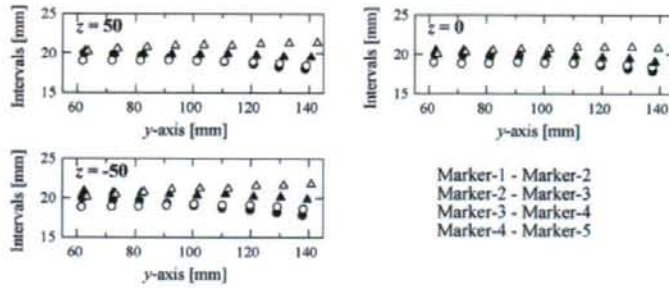 z = 50
Intervals [mm]
25
20
15
60 80 100 120 140
y-axis [mm]
z = 0
Intervals [mm]
25
20
15
60 80 100 120 140
y-axis [mm]
z = -50
Intervals [mm]
25
20
15
60 80 100 120 140
y-axis [mm]
Marker-1 - Marker-2
Marker-2 - Marker-3
Marker-3 - Marker-4
Marker-4 - Marker-5